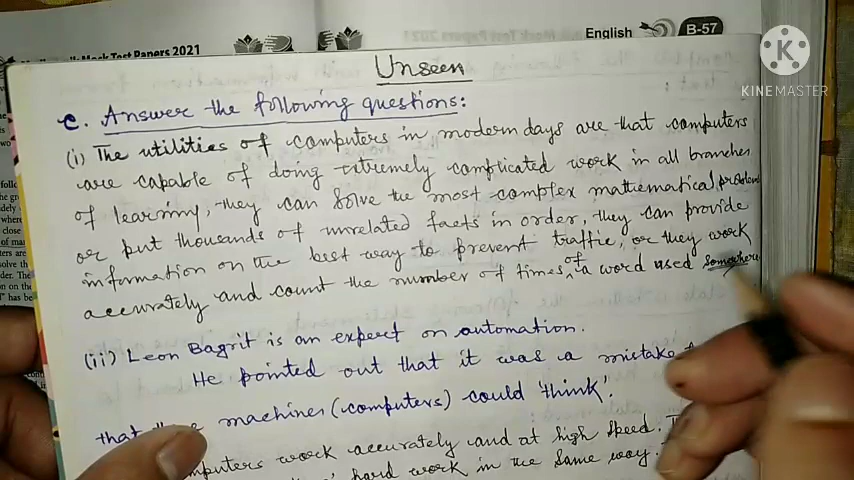 Mock Test Papers 2021
English
B-57
KINEMASTER
Unseen
C. Answer the following questions:
(i) The utilities of computers in modern days are that computers
are capable of doing extremely complicated work in all branches
of learning, they can solve the most complex mathematical problems
or put thousands of unrelated facts in order, they can provide
information on the best way to prevent traffic, or they work
accurately and count the number of times, of a word used somewhere
(ii) Leon Bagrit is an expert on automation.
He pointed out that it was a mistake
that these machines (computers) could 'think'.
computers work accurately and at high speed.
hard work in the same way.